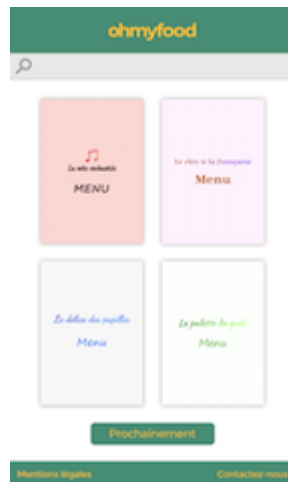 ohmyfood
La note enchantée
MENU
Le chic à la française
Menu
Le délice des papilles
Menu
La palette du goût
Menu
Prochainement
Mentions légales
Contactez-nous